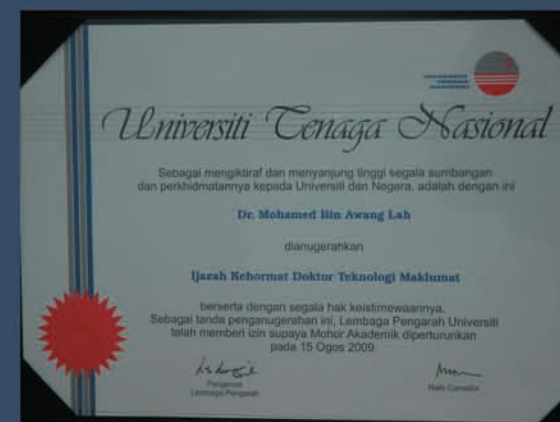 Universiti Tenaga Nasional
Sebagai mengiktiraf dan menyanjung tinggi segala sumbangan
dan perkhidmatannya kepada Universiti dan Negara, adalah dengan ini
Dr. Mohamed Bin Awang Lah
dianugerahkan
Ijazah Kehormat Doktor Teknologi Maklumat
berserta dengan segala hak keistimewaannya.
Sebagai tanda penganugerahan ini, Lembaga Pengarah Universiti
telah memberi izin supaya Mohor Akademik diperturunkan
pada 15 Ogos 2009
Pengerusi
Lembaga Pengarah
Naib Canselor